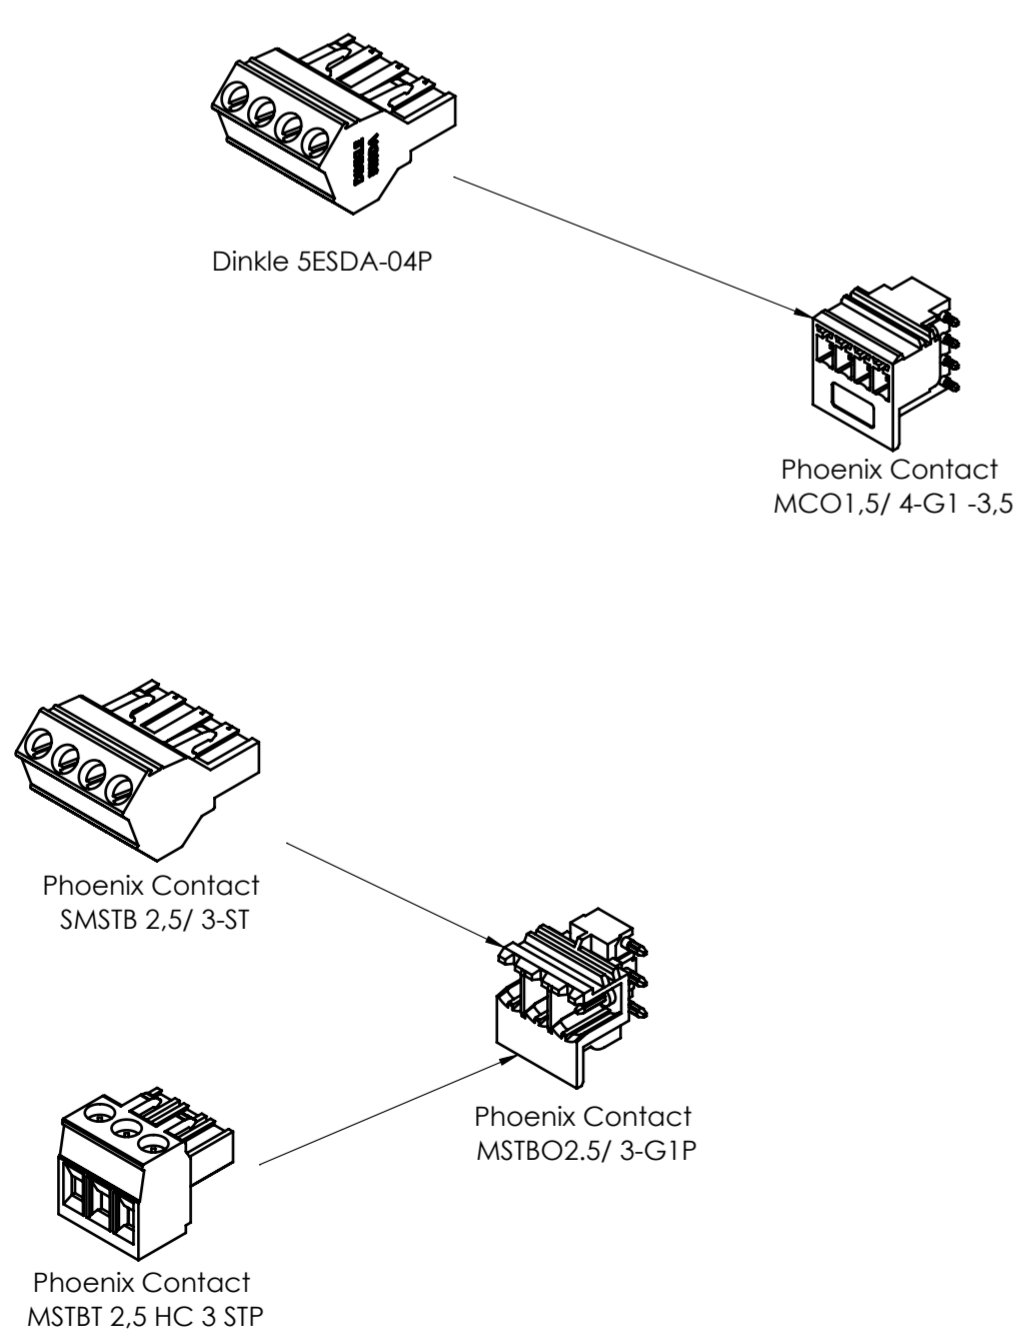 Dinkle 5ESDA-04P
Phoenix Contact
MCO1,5/ 4-G1 -3,5
Phoenix Contact
SMSTB 2,5/ 3-ST
Phoenix Contact
MSTBO2.5/ 3-G1P
Phoenix Contact
MSTBT 2,5 HC 3 STP